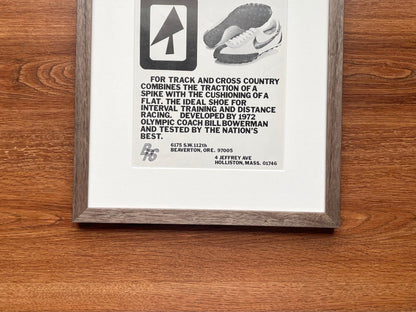 FOR TRACK AND CROSS COUNTRY
COMBINES THE TRACTION OF A
SPIKE WITH THE CUSHIONING OF A
FLAT. THE IDEAL SHOE FOR
INTERVAL TRAINING AND DISTANCE
RACING. DEVELOPED BY 1972
OLYMPIC COACH BILL BOWERMAN
AND TESTED BY THE NATION'S
BEST.
6175 S.W. 112th
BEAVERTON, ORE. 97005
4 JEFFREY AVE
HOLLISTON, MASS. 01746